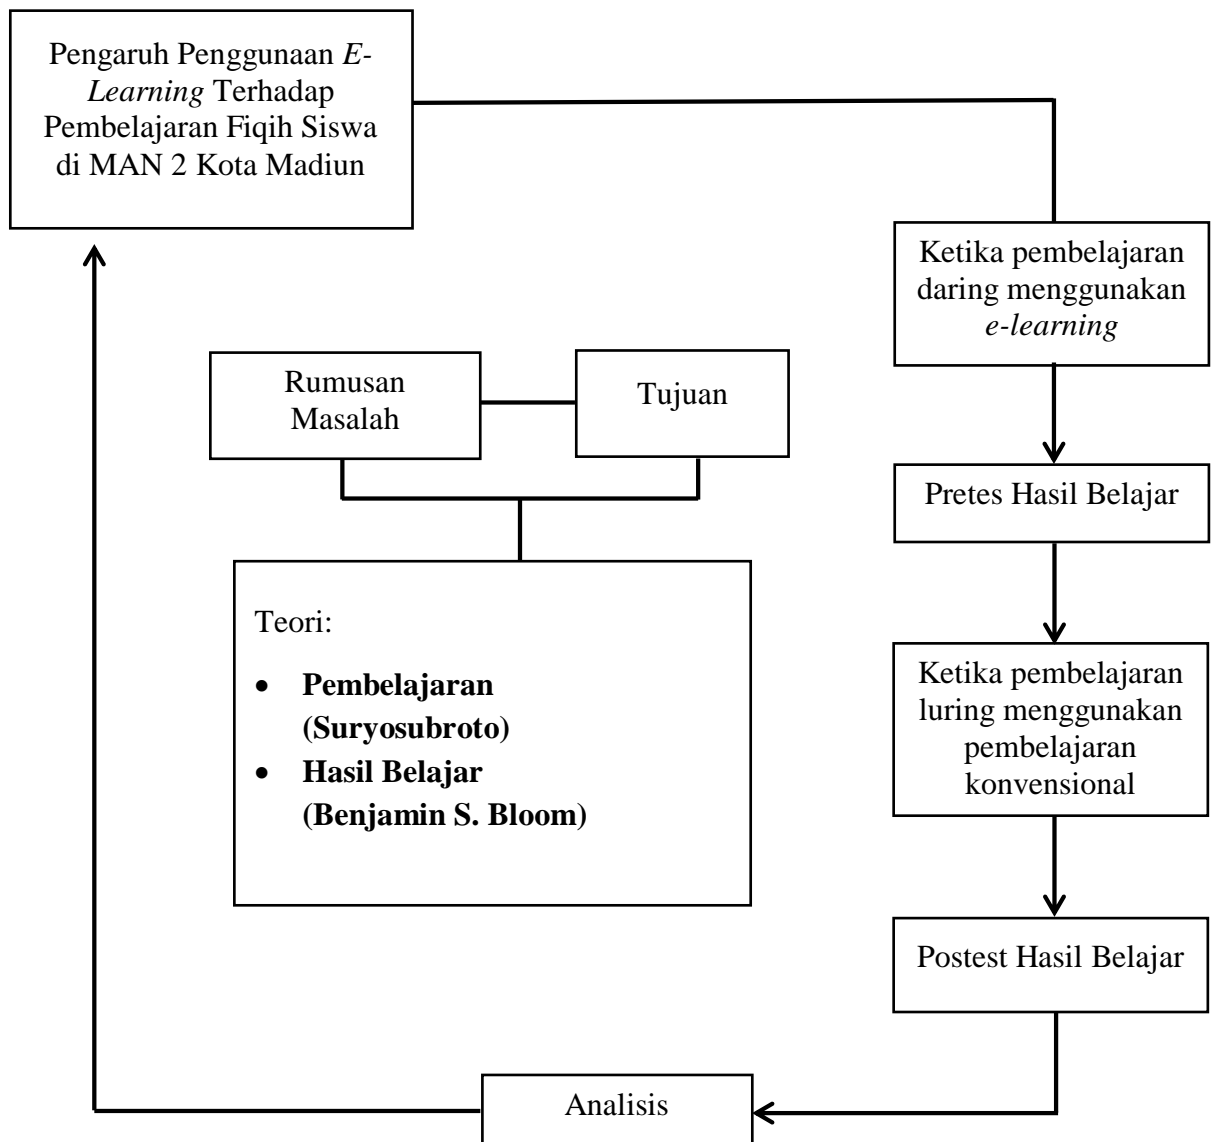 Pengaruh Penggunaan E-
Learning Terhadap
Pembelajaran Fiqih Siswa
di MAN 2 Kota Madiun
Ketika pembelajaran
daring menggunakan
e-learning
Rumusan
Masalah
Tujuan
Pretes Hasil Belajar
Teori:
• Pembelajaran
(Suryosubroto)
• Hasil Belajar
(Benjamin S. Bloom)
Ketika pembelajaran
luring menggunakan
pembelajaran
konvensional
Postest Hasil Belajar
Analisis